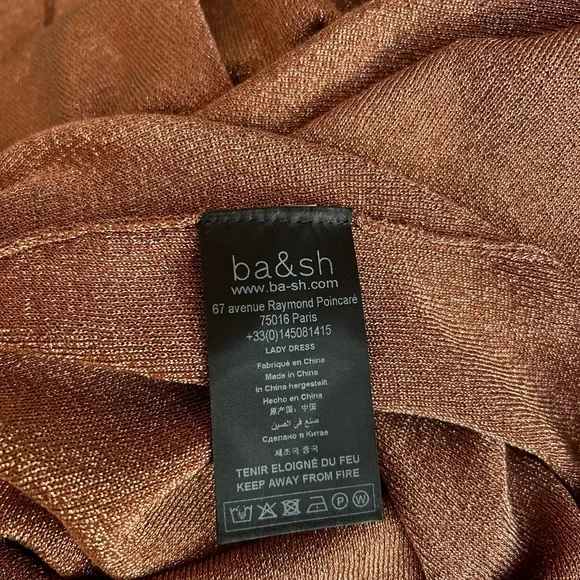 ba&sh
www.ba-sh.com
67 avenue Raymond Poincaré
75016 Paris
+33(0)145081415
LADY DRESS
Fabriqué en Chine
Made in China
in China hergestellt
Hecho en China
原产国：中国
صنع في الصين
Сделано в Китае
제조국 중국
TENIR ELOIGNÉ DU FEU
KEEP AWAY FROM FIRE
P W